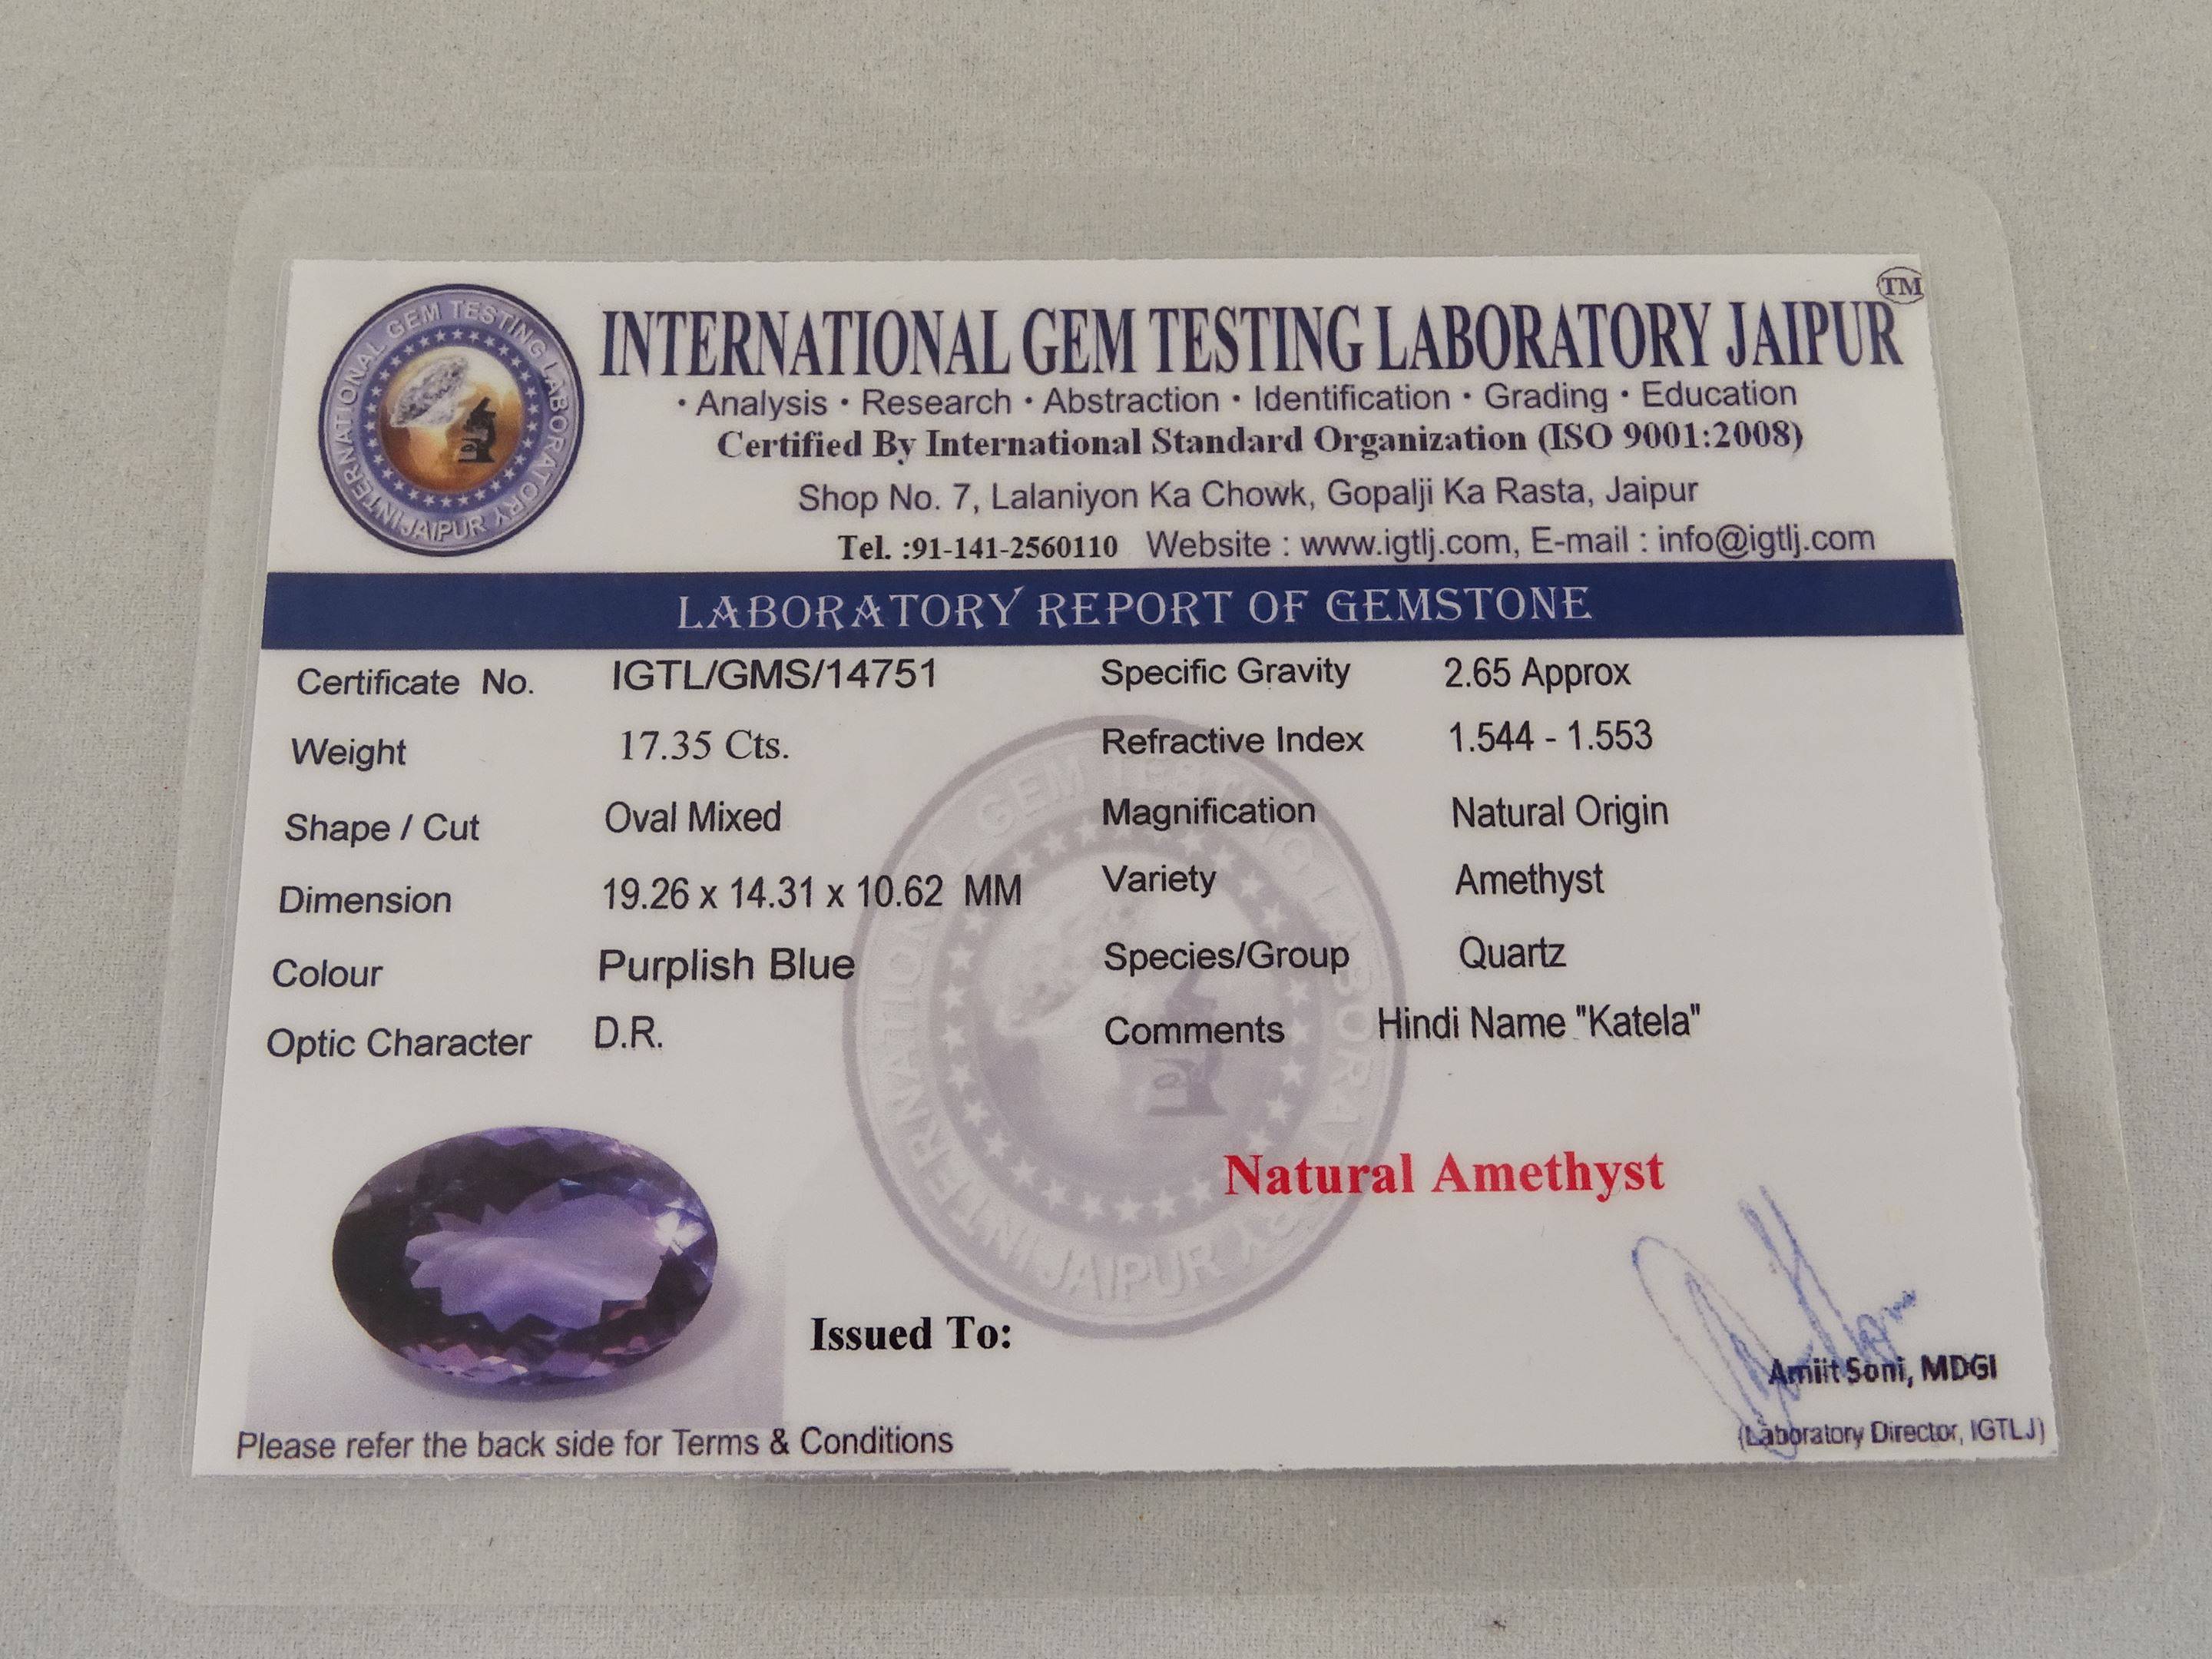 INTERNATIONAL GEM TESTING LABORATORY JAIPUR TM
INTERNATIONAL GEM TESTING LABORATORY JAIPUR
· Analysis · Research · Abstraction · Identification · Grading · Education
Certified By International Standard Organization (ISO 9001:2008)
Shop No. 7, Lalaniyon Ka Chowk, Gopalji Ka Rasta, Jaipur
Tel. :91-141-2560110 Website : www.igtlj.com, E-mail : info@igtlj.com
LABORATORY REPORT OF GEMSTONE
Certificate No. IGTL/GMS/14751
Weight 17.35 Cts.
Shape / Cut Oval Mixed
Dimension 19.26 x 14.31 x 10.62 MM
Colour Purplish Blue
Optic Character D.R.
Specific Gravity 2.65 Approx
Refractive Index 1.544 - 1.553
Magnification Natural Origin
Variety Amethyst
Species/Group Quartz
Comments Hindi Name "Katela"
INTERNATIONAL GEM TESTING LABORATORY JAIPUR
Natural Amethyst
Issued To:
Amiit Soni, MDGI
(Laboratory Director, IGTLJ)
Please refer the back side for Terms & Conditions